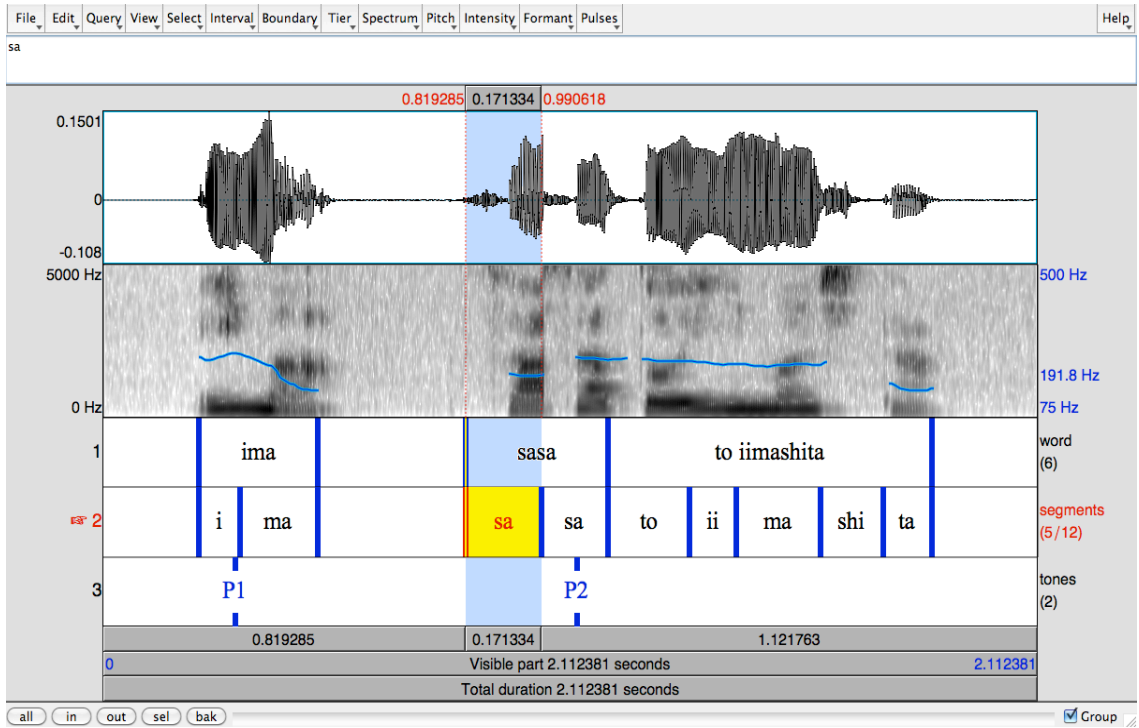 File Edit Query View Select Interval Boundary Tier Spectrum Pitch Intensity Formant Pulses Help
sa
0.819285 0.171334 0.990618
0.1501
0
-0.108
5000 Hz 500 Hz
191.8 Hz
0 Hz 75 Hz
1 ima sasa to iimashita word
(6)
2 i ma sa sa to ii ma shi ta segments
(5/12)
3 P1 P2 tones
(2)
0.819285 0.171334 1.121763
0 Visible part 2.112381 seconds 2.112381
Total duration 2.112381 seconds
all in out sel bak Group